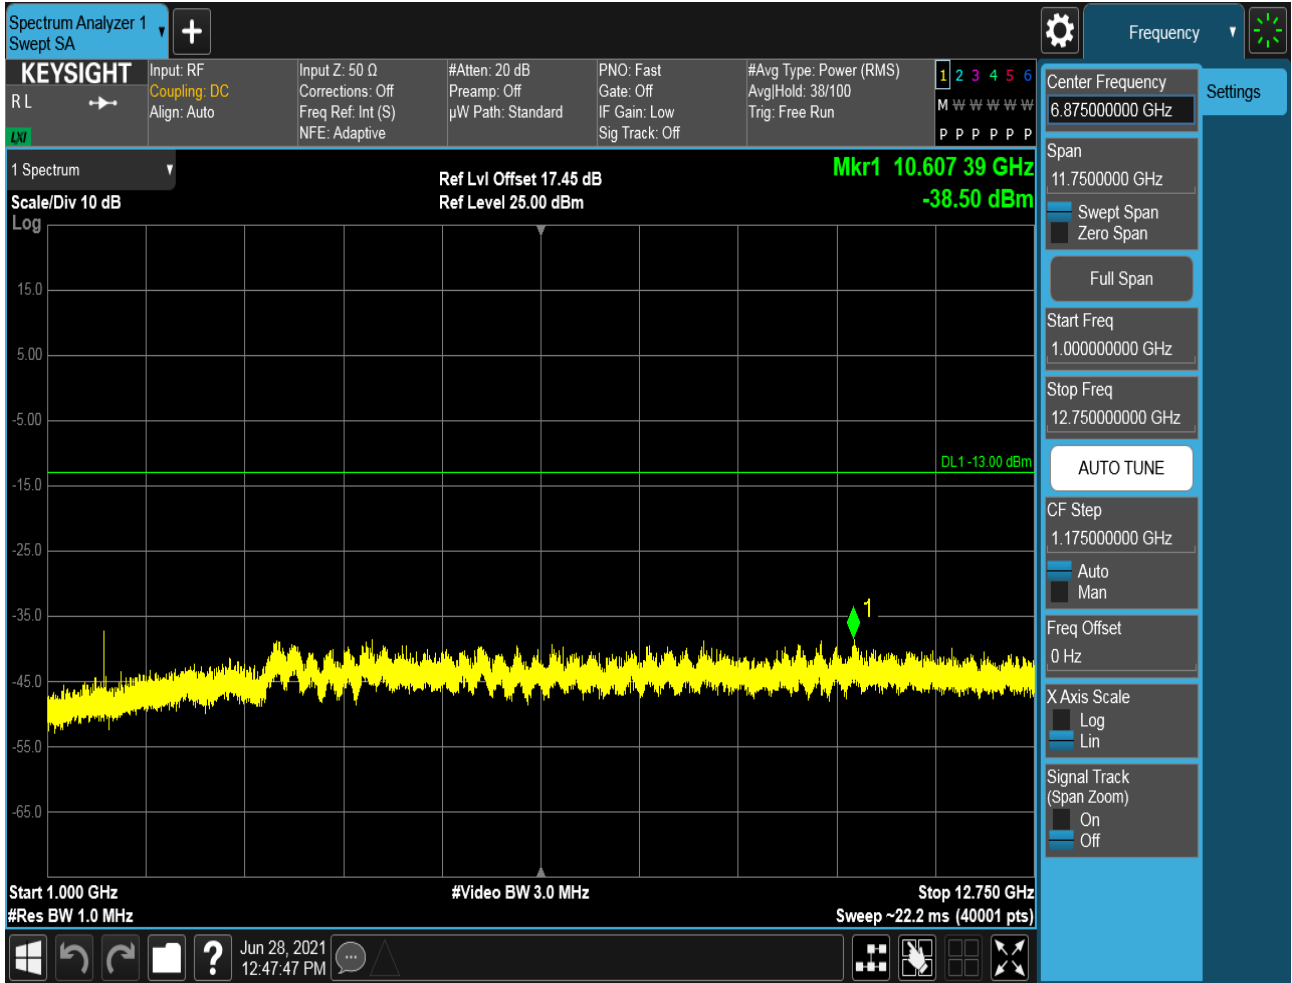 Spectrum Analyzer 1
Swept SA
+
Frequency
KEYSIGHT
R L
LXI
Input: RF
Coupling: DC
Align: Auto
Input Z: 50 Ω
Corrections: Off
Freq Ref: Int (S)
NFE: Adaptive
#Atten: 20 dB
Preamp: Off
µW Path: Standard
PNO: Fast
Gate: Off
IF Gain: Low
Sig Track: Off
#Avg Type: Power (RMS)
Avg|Hold: 38/100
Trig: Free Run
1 2 3 4 5 6
M W W W W W
P P P P P P
1 Spectrum
Scale/Div 10 dB
Log
Ref Lvl Offset 17.45 dB
Ref Level 25.00 dBm
Mkr1 10.607 39 GHz
-38.50 dBm
15.0
5.00
-5.00
DL1 -13.00 dBm
-15.0
-25.0
1
-35.0
-45.0
-55.0
-65.0
Start 1.000 GHz
#Video BW 3.0 MHz
Stop 12.750 GHz
#Res BW 1.0 MHz
Sweep ~22.2 ms (40001 pts)
?
Jun 28, 2021
12:47:47 PM
Center Frequency
6.875000000 GHz
Settings
Span
11.7500000 GHz
Swept Span
Zero Span
Full Span
Start Freq
1.000000000 GHz
Stop Freq
12.750000000 GHz
AUTO TUNE
CF Step
1.175000000 GHz
Auto
Man
Freq Offset
0 Hz
X Axis Scale
Log
Lin
Signal Track
(Span Zoom)
On
Off